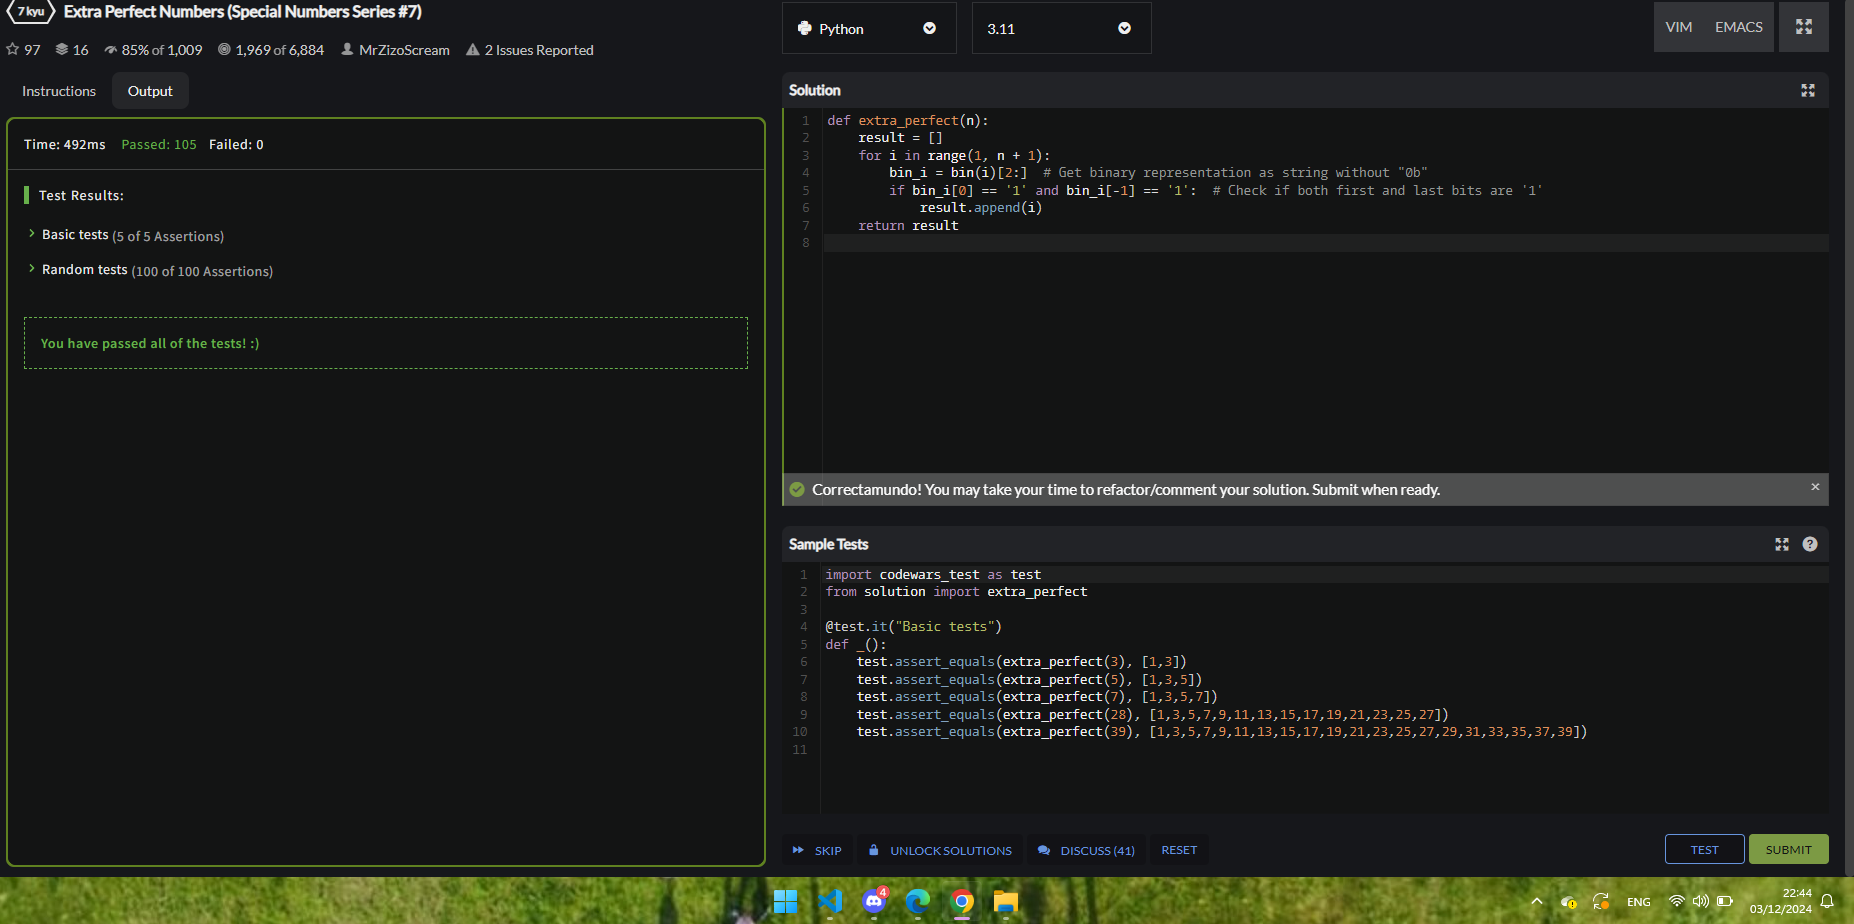 7 kyu Extra Perfect Numbers (Special Numbers Series #7)
97 16 85% of 1,009 1,969 of 6,884 MrZizoScream 2 Issues Reported
Instructions Output
Time: 492ms Passed: 105 Failed: 0
Test Results:
Basic tests (5 of 5 Assertions)
Random tests (100 of 100 Assertions)
You have passed all of the tests! :)
Python 3.11 VIM EMACS
Solution
1 def extra_perfect(n):
2 result = []
3 for i in range(1, n + 1):
4 bin_i = bin(i)[2:] # Get binary representation as string without "0b"
5 if bin_i[0] == '1' and bin_i[-1] == '1': # Check if both first and last bits are '1'
6 result.append(i)
7 return result
8
Correctamundo! You may take your time to refactor/comment your solution. Submit when ready. ×
Sample Tests ?
1 import codewars_test as test
2 from solution import extra_perfect
3
4 @test.it("Basic tests")
5 def _():
6 test.assert_equals(extra_perfect(3), [1,3])
7 test.assert_equals(extra_perfect(5), [1,3,5])
8 test.assert_equals(extra_perfect(7), [1,3,5,7])
9 test.assert_equals(extra_perfect(28), [1,3,5,7,9,11,13,15,17,19,21,23,25,27])
10 test.assert_equals(extra_perfect(39), [1,3,5,7,9,11,13,15,17,19,21,23,25,27,29,31,33,35,37,39])
11
SKIP UNLOCK SOLUTIONS DISCUSS (41) RESET TEST SUBMIT
4 ENG 22:44
03/12/2024